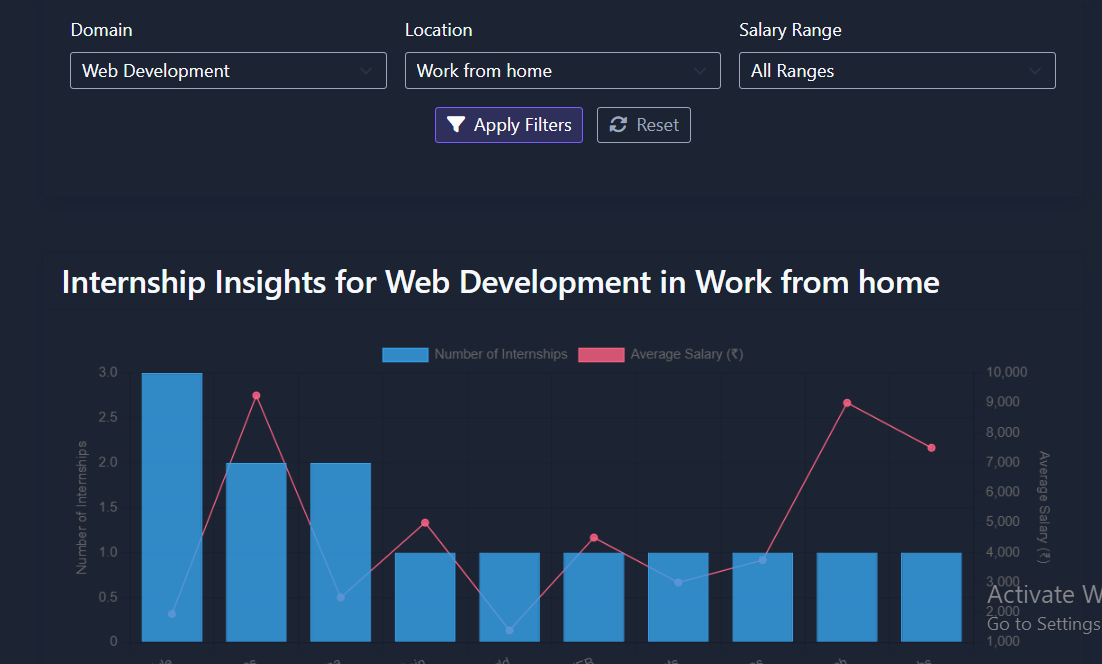 Domain Location Salary Range
Web Development Work from home All Ranges
Apply Filters Reset
Internship Insights for Web Development in Work from home
Number of Internships Average Salary (₹)
3.0 10,000
9,000
2.5
8,000
2.0 7,000
6,000
1.5
5,000
1.0 4,000
3,000
0.5
2,000
0 1,000
Number of Internships
Average Salary (₹)
Activate W
Go to Settings